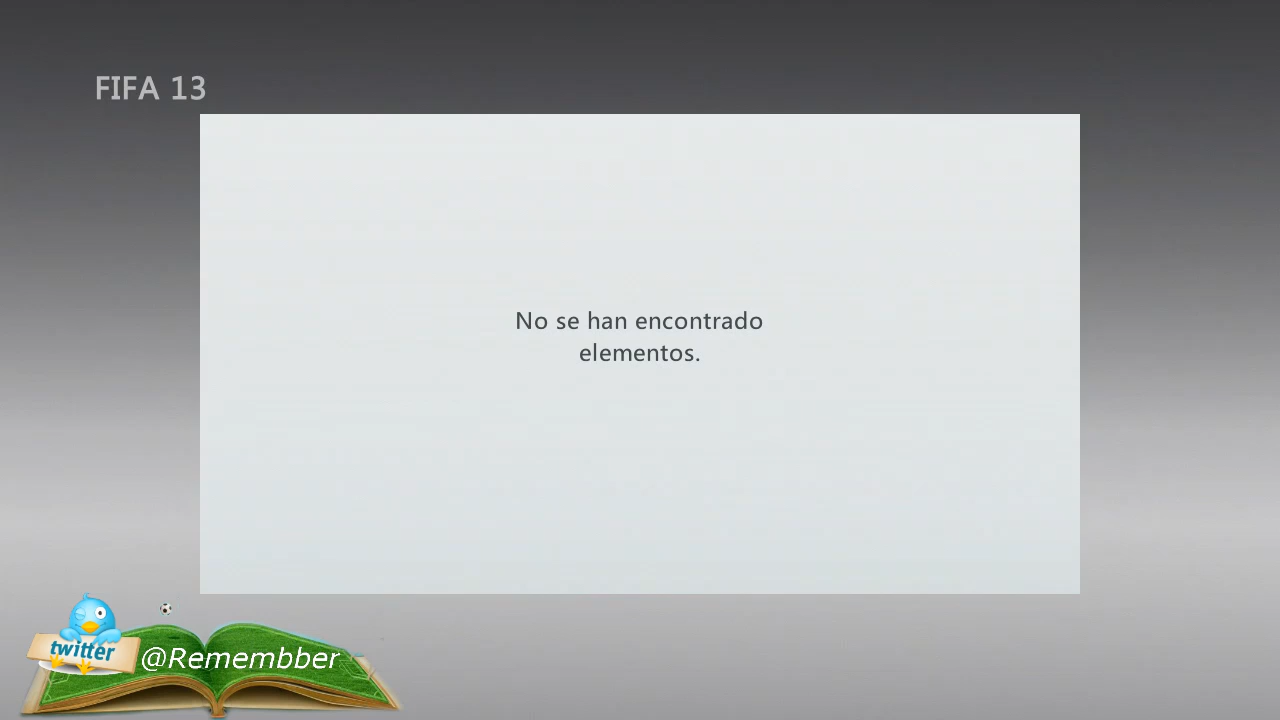 FIFA 13
No se han encontrado
elementos.
twitter
@Remembber